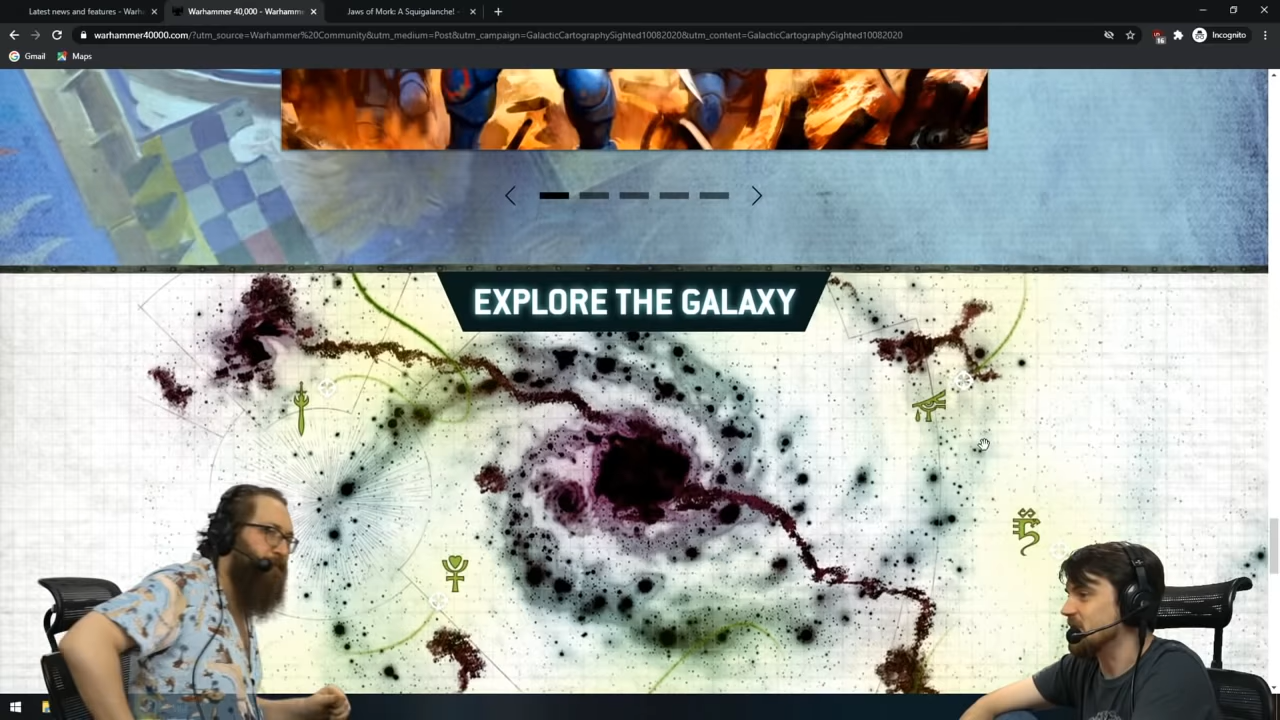 Latest news and features - Warh
Warhammer 40,000 - Warhamm
Jaws of Mork: A Squigalanche! -
warhammer40000.com/?utm_source=Warhammer%20Community&utm_medium=Post&utm_campaign=GalacticCartographySighted10082020&utm_content=GalacticCartographySighted10082020
16
Incognito
Gmail
Maps
EXPLORE THE GALAXY